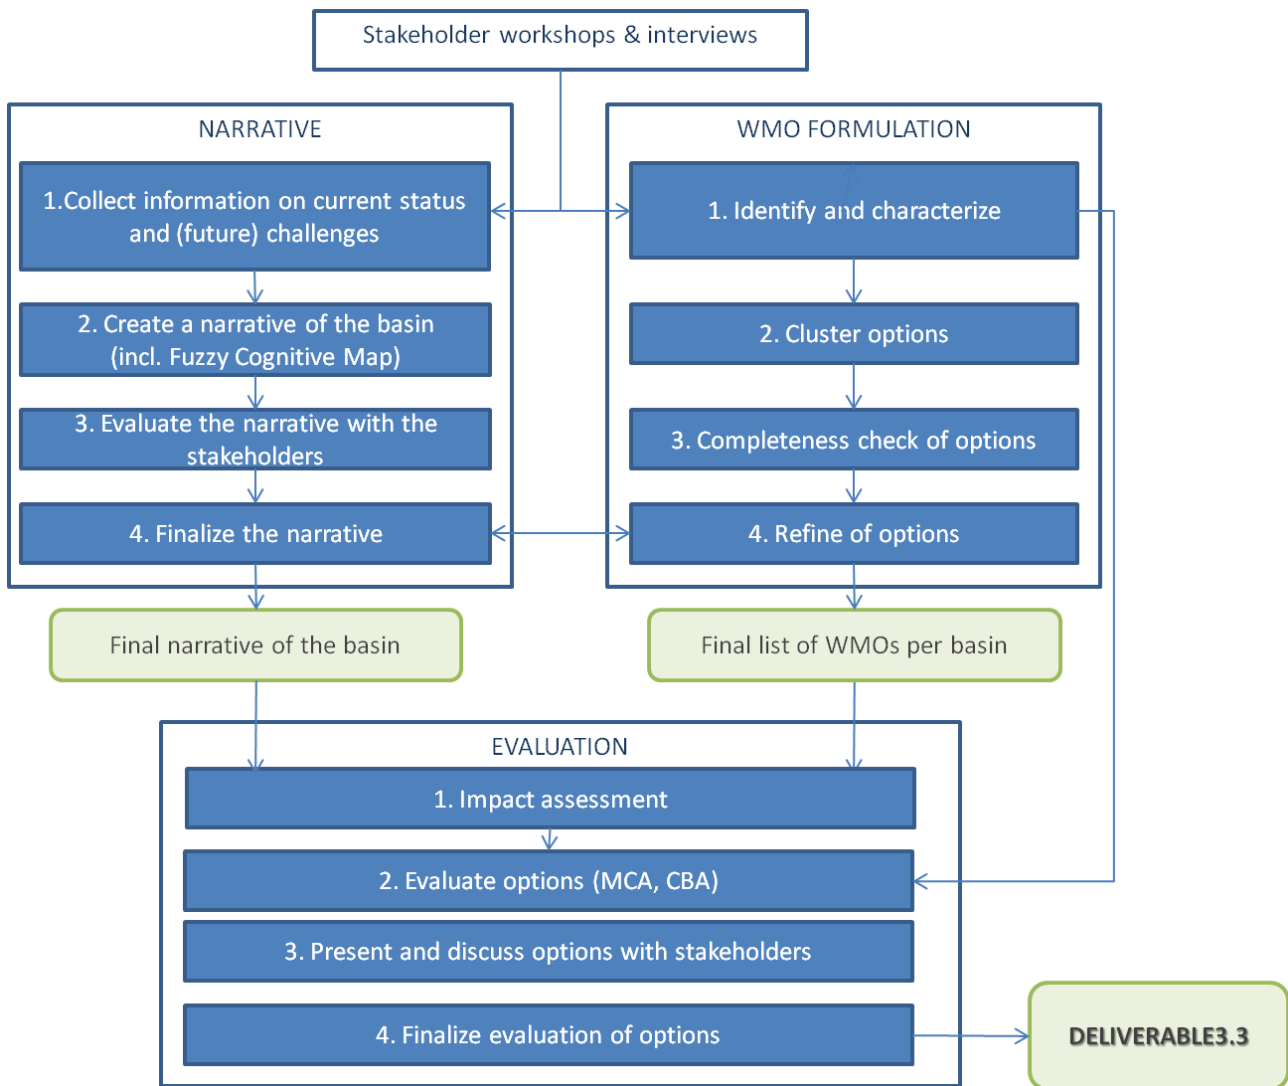 Stakeholder workshops & interviews
NARRATIVE
1.Collect information on current status
and (future) challenges
2. Create a narrative of the basin
(incl. Fuzzy Cognitive Map)
3. Evaluate the narrative with the
stakeholders
4. Finalize the narrative
WMO FORMULATION
1. Identify and characterize
2. Cluster options
3. Completeness check of options
4. Refine of options
Final narrative of the basin
Final list of WMOs per basin
EVALUATION
1. Impact assessment
2. Evaluate options (MCA, CBA)
3. Present and discuss options with stakeholders
4. Finalize evaluation of options
DELIVERABLE3.3